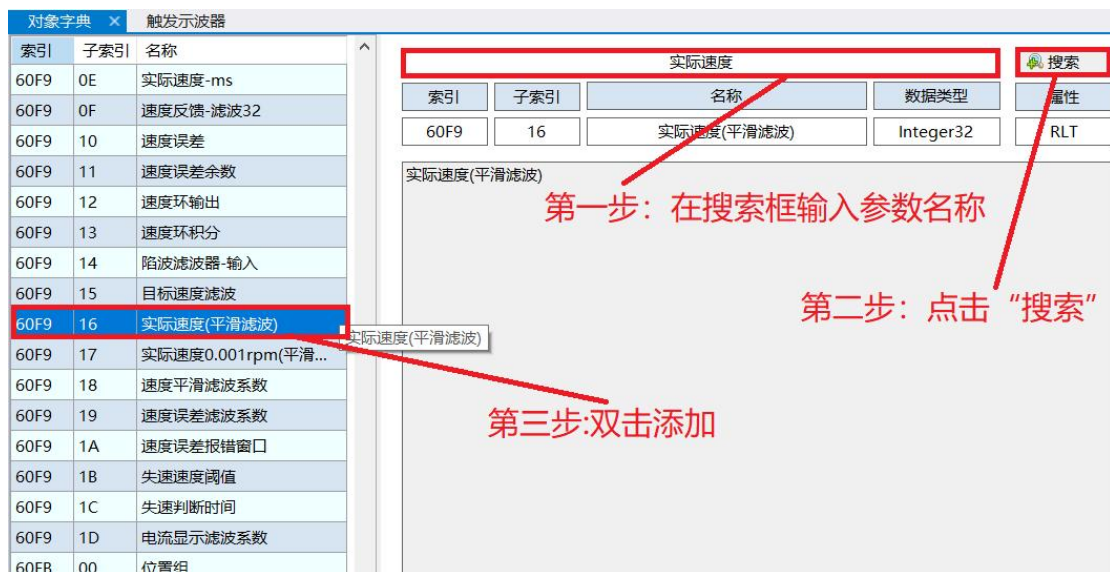 对象字典 × 触发示波器
索引 子索引 名称
60F9 0E 实际速度-ms
60F9 0F 速度反馈-滤波32
60F9 10 速度误差
60F9 11 速度误差余数
60F9 12 速度环输出
60F9 13 速度环积分
60F9 14 陷波滤波器-输入
60F9 15 目标速度滤波
60F9 16 实际速度(平滑滤波)
60F9 17 实际速度0.001rpm(平滑...
60F9 18 速度平滑滤波系数
60F9 19 速度误差滤波系数
60F9 1A 速度误差报错窗口
60F9 1B 失速速度阈值
60F9 1C 失速判断时间
60F9 1D 电流显示滤波系数
60FB 00 位置组
实际速度(平滑滤波)
实际速度 搜索
索引 子索引 名称 数据类型 属性
60F9 16 实际速度(平滑滤波) Integer32 RLT
实际速度(平滑滤波)
第一步：在搜索框输入参数名称
第二步：点击“搜索”
第三步:双击添加